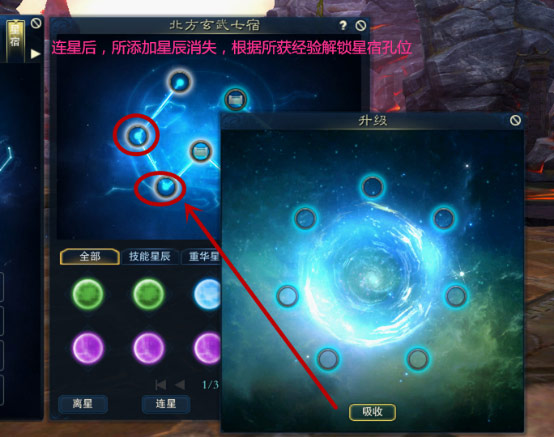 北方玄武七宿
?
连星后，所添加星辰消失，根据所获经验解锁星宿孔位
升级
全部
技能星辰
重华星
1/3
离星
连星
吸收